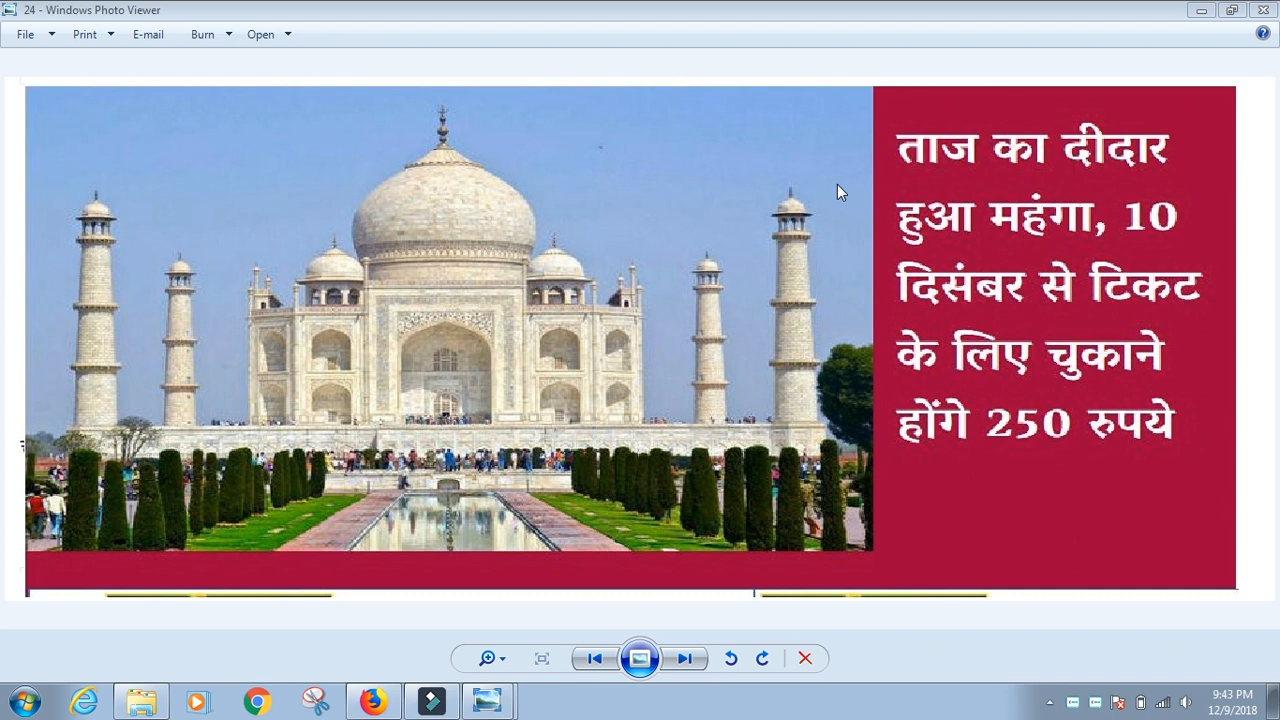 24 - Windows Photo Viewer
File Print E-mail Burn Open
ताज का दीदार
हुआ महंगा, 10
दिसंबर से टिकट
के लिए चुकाने
होंगे 250 रुपये
9:43 PM
12/9/2018